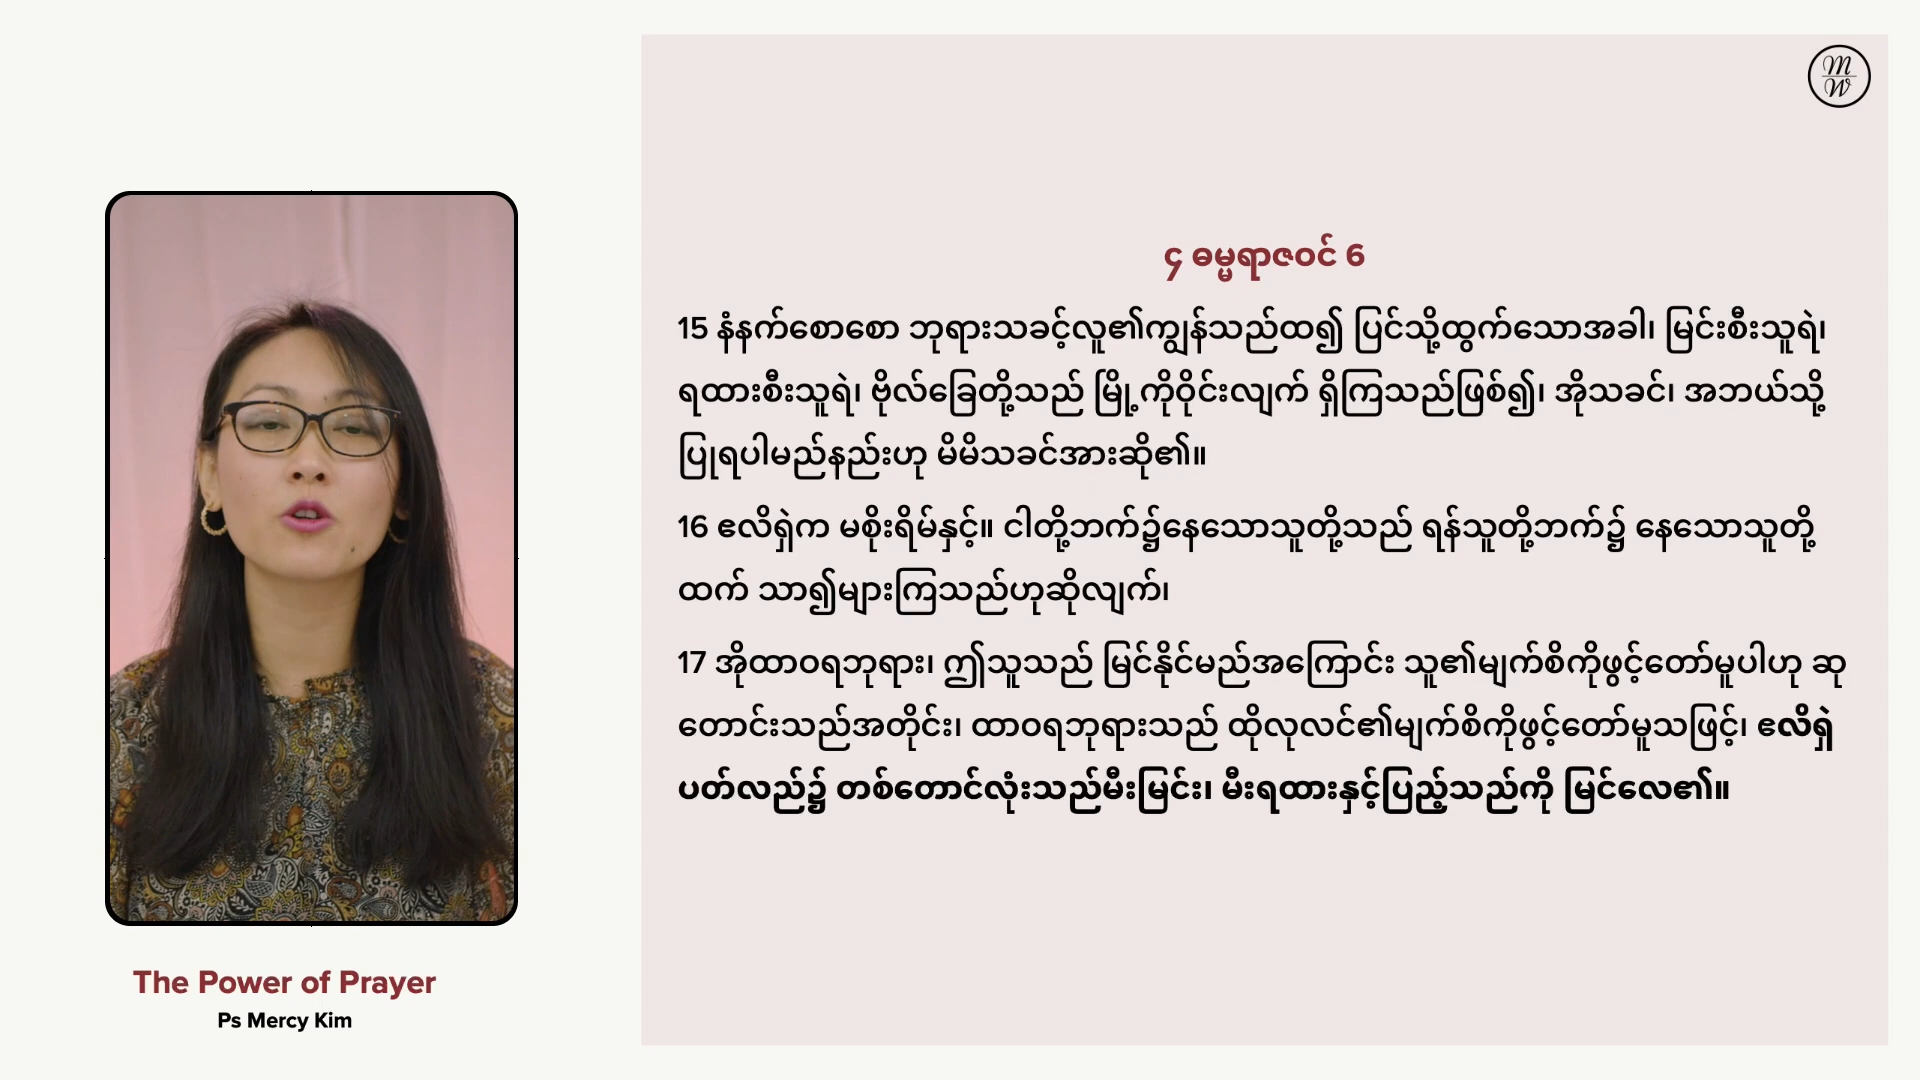 M
W
၄ ဓမ္မရာဇဝင် 6
15 နံနက်စောစော ဘုရားသခင့်လူ၏ကျွန်သည်ထ၍ ပြင်သို့ထွက်သောအခါ၊ မြင်းစီးသူရဲ၊
ရထားစီးသူရဲ၊ ဗိုလ်ခြေတို့သည် မြို့ကိုဝိုင်းလျက် ရှိကြသည်ဖြစ်၍၊ အိုသခင်၊ အဘယ်သို့
ပြုရပါမည်နည်းဟု မိမိသခင်အားဆို၏။
16 ဧလိရှဲက မစိုးရိမ်နှင့်။ ငါတို့ဘက်၌နေသောသူတို့သည် ရန်သူတို့ဘက်၌ နေသောသူတို့
ထက် သာ၍များကြသည်ဟုဆိုလျက်၊
17 အိုထာဝရဘုရား၊ ဤသူသည် မြင်နိုင်မည်အကြောင်း သူ၏မျက်စိကိုဖွင့်တော်မူပါဟု ဆု
တောင်းသည်အတိုင်း၊ ထာဝရဘုရားသည် ထိုလုလင်၏မျက်စိကိုဖွင့်တော်မူသဖြင့်၊ ဧလိရှဲ
ပတ်လည်၌ တစ်တောင်လုံးသည်မီးမြင်း၊ မီးရထားနှင့်ပြည့်သည်ကို မြင်လေ၏။
The Power of Prayer
Ps Mercy Kim